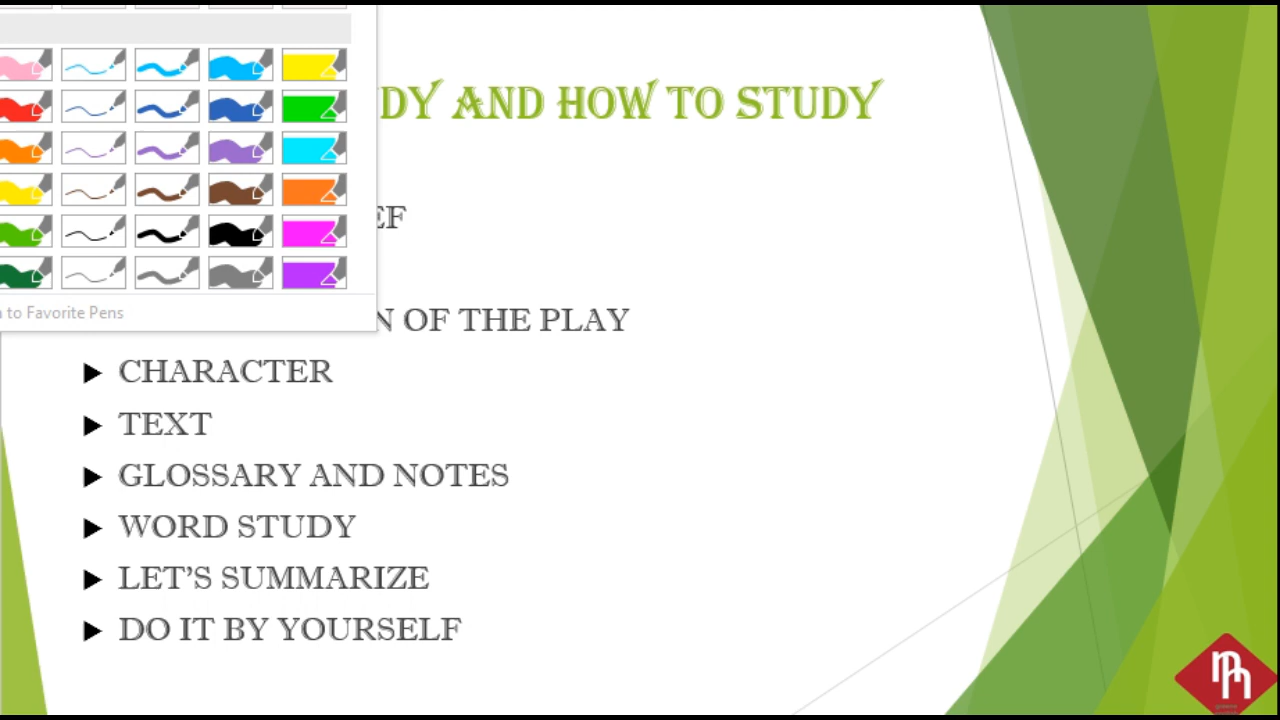 DY AND HOW TO STUDY
EF
N OF THE PLAY
to Favorite Pens
CHARACTER
TEXT
GLOSSARY AND NOTES
WORD STUDY
LET'S SUMMARIZE
DO IT BY YOURSELF